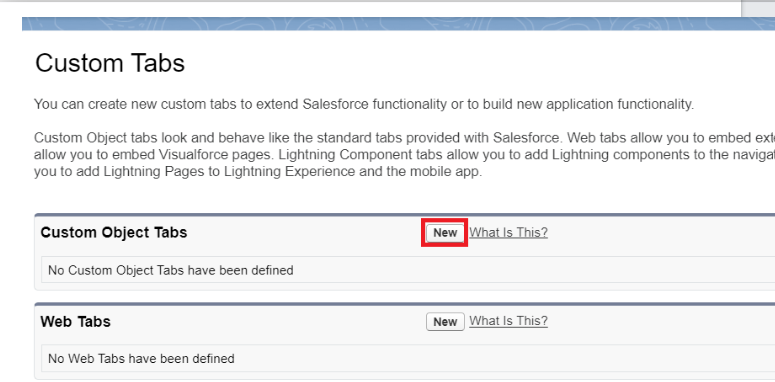 Custom Tabs
You can create new custom tabs to extend Salesforce functionality or to build new application functionality.
Custom Object tabs look and behave like the standard tabs provided with Salesforce. Web tabs allow you to embed
allow you to embed Visualforce pages. Lightning Component tabs allow you to add Lightning components to the
you to add Lightning Pages to Lightning Experience and the mobile app.
Custom Object Tabs New What Is This?
No Custom Object Tabs have been defined
Web Tabs New What Is This?
No Web Tabs have been defined